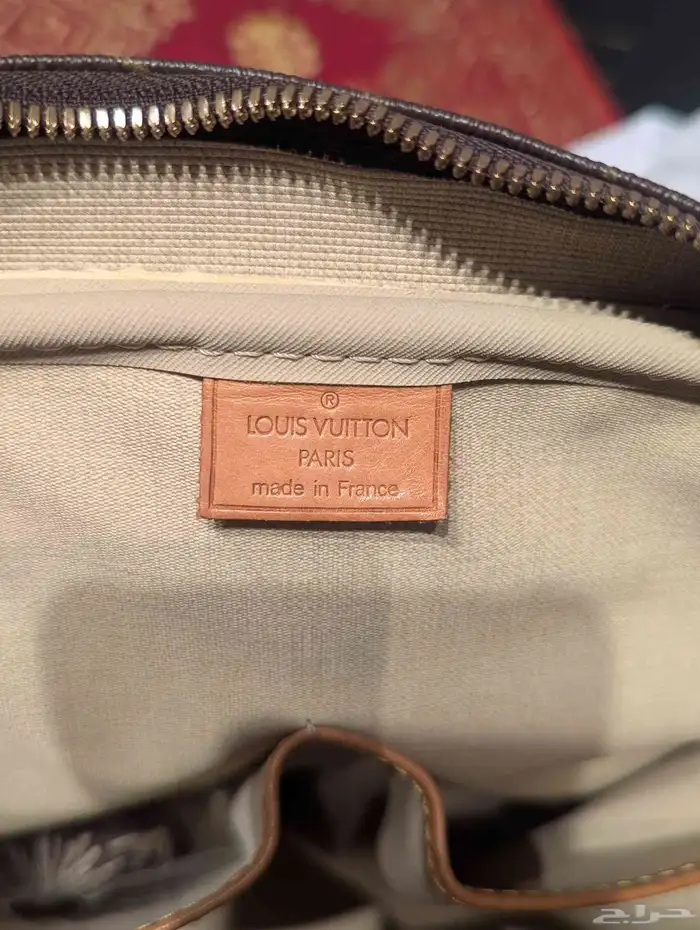 ®
LOUIS VUITTON
PARIS
made in France
حراج